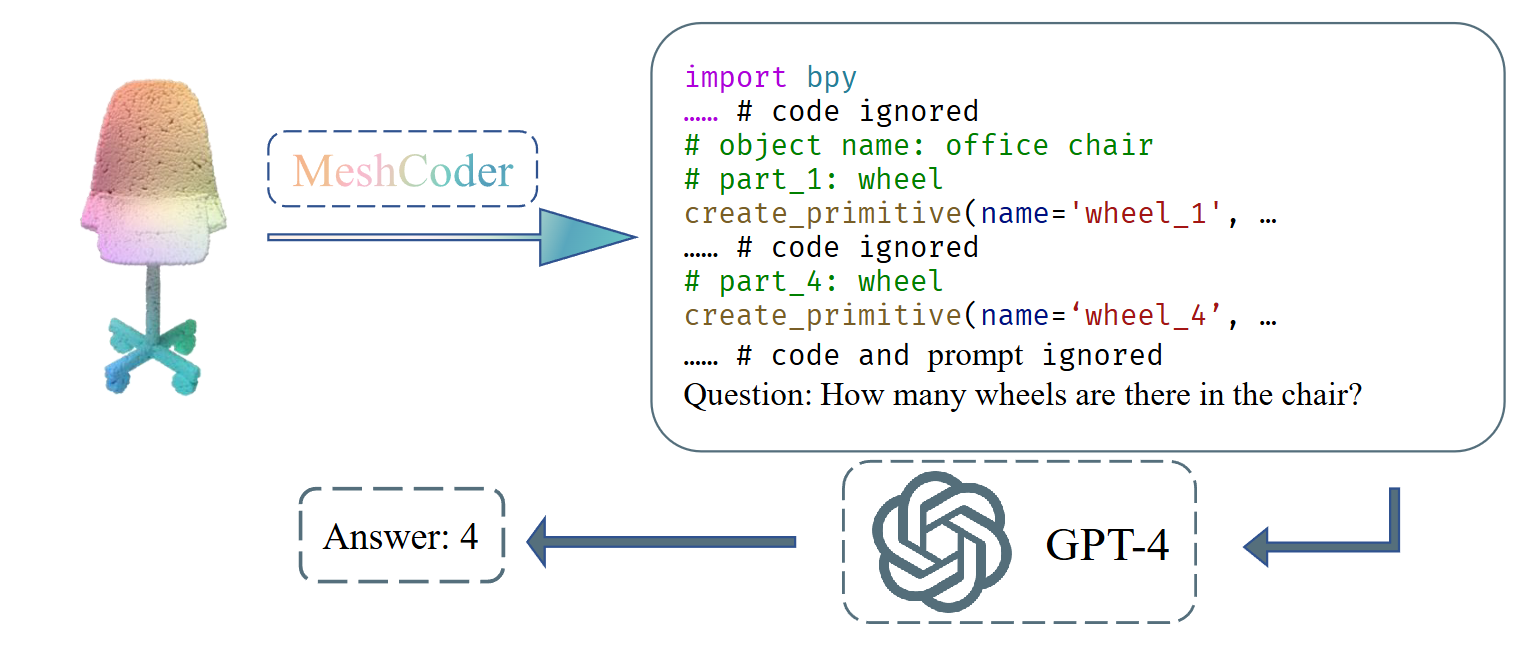 MeshCoder
import bpy
…… # code ignored
# object name: office chair
# part_1: wheel
create_primitive(name='wheel_1', …
…… # code ignored
# part_4: wheel
create_primitive(name=‘wheel_4’, …
…… # code and prompt ignored
Question: How many wheels are there in the chair?
GPT-4
Answer: 4